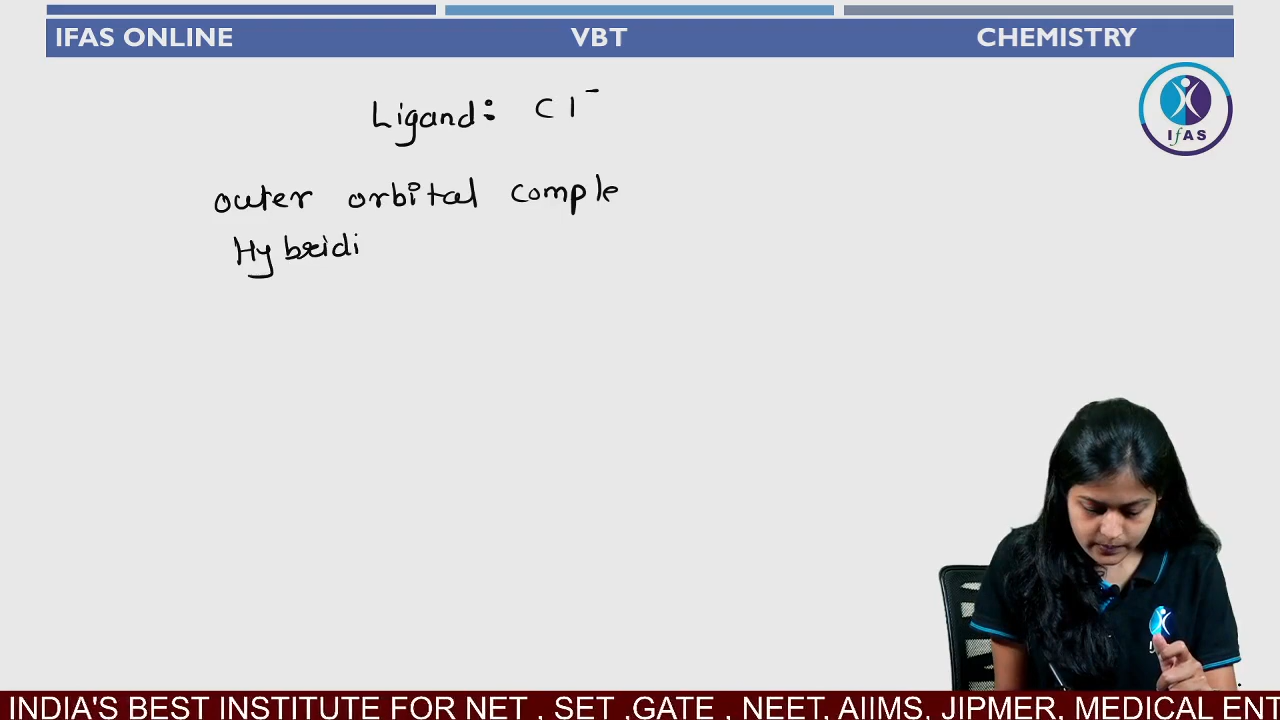 IFAS ONLINE VBT CHEMISTRY
Ligand: Cl⁻
IfAS
outer orbital comple
Hybridi
INDIA'S BEST INSTITUTE FOR NET , SET ,GATE , NEET, AIIMS, JIPMER, MEDICAL ENT